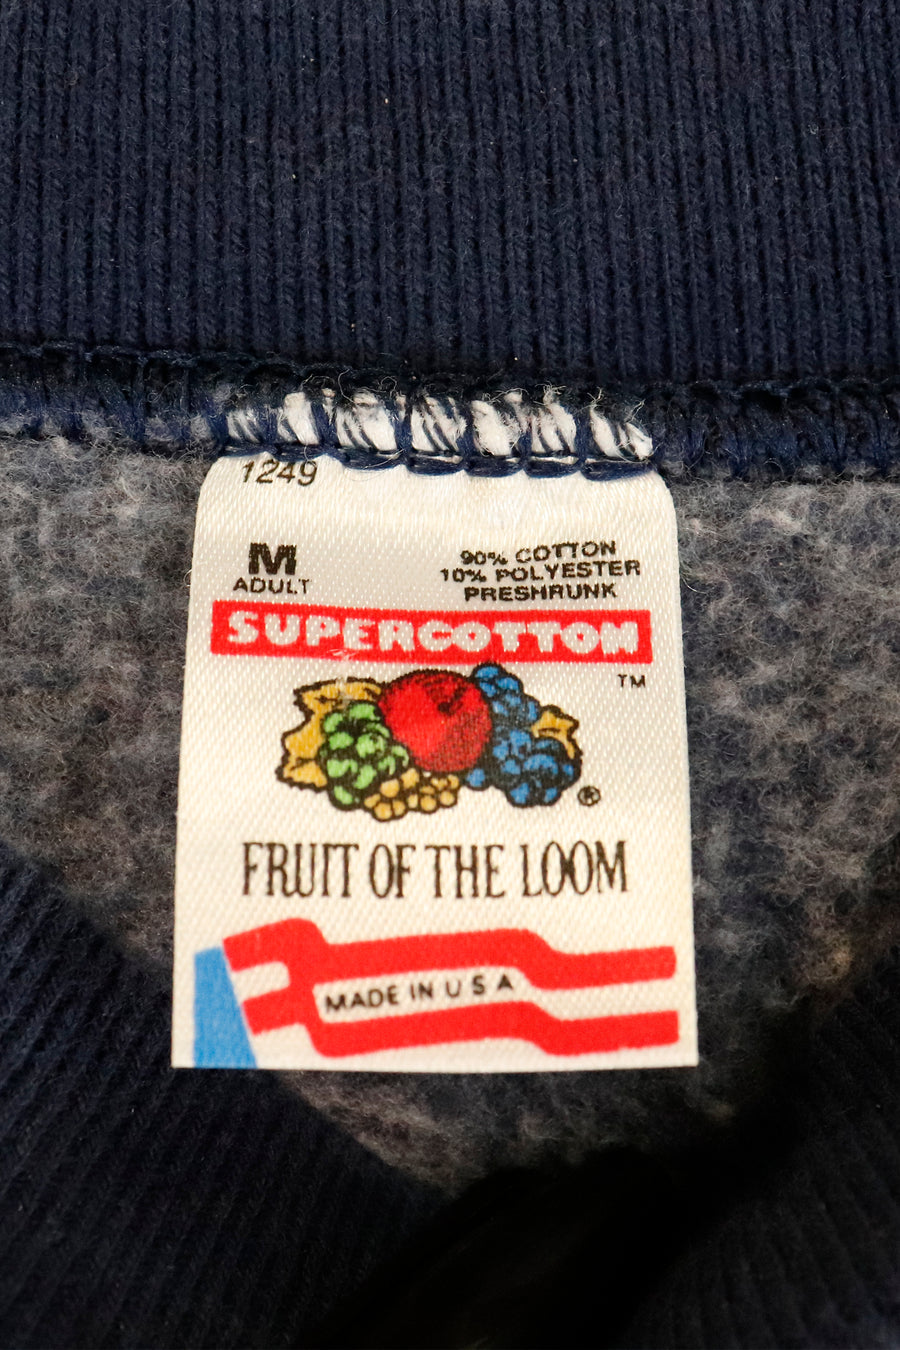 1249
M
ADULT
90% COTTON
10% POLYESTER
PRESHRUNK
SUPERCOTTON
TM
®
FRUIT OF THE LOOM
MADE IN U S A